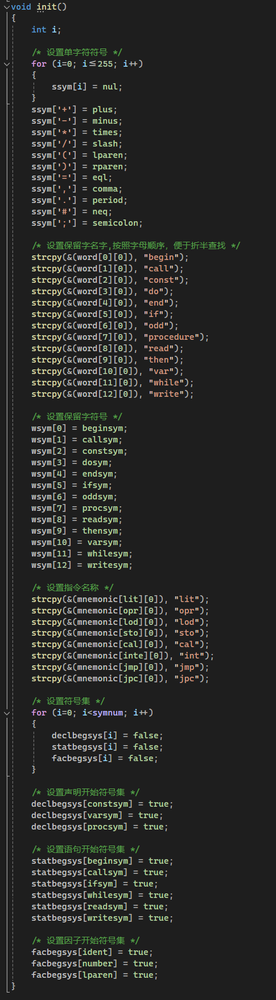 void init()
{
    int i;

    /* 设置单字符符号 */
    for (i=0; i≤255; i++)
    {
        ssym[i] = nul;
    }
    ssym['+'] = plus;
    ssym['-'] = minus;
    ssym['*'] = times;
    ssym['/'] = slash;
    ssym['('] = lparen;
    ssym[')'] = rparen;
    ssym['='] = eql;
    ssym[','] = comma;
    ssym['.'] = period;
    ssym['#'] = neq;
    ssym[';'] = semicolon;

    /* 设置保留字名字,按照字母顺序，便于折半查找 */
    strcpy(&(word[0][0]), "begin");
    strcpy(&(word[1][0]), "call");
    strcpy(&(word[2][0]), "const");
    strcpy(&(word[3][0]), "do");
    strcpy(&(word[4][0]), "end");
    strcpy(&(word[5][0]), "if");
    strcpy(&(word[6][0]), "odd");
    strcpy(&(word[7][0]), "procedure");
    strcpy(&(word[8][0]), "read");
    strcpy(&(word[9][0]), "then");
    strcpy(&(word[10][0]), "var");
    strcpy(&(word[11][0]), "while");
    strcpy(&(word[12][0]), "write");

    /* 设置保留字符号 */
    wsym[0] = beginsym;
    wsym[1] = callsym;
    wsym[2] = constsym;
    wsym[3] = dosym;
    wsym[4] = endsym;
    wsym[5] = ifsym;
    wsym[6] = oddsym;
    wsym[7] = procsym;
    wsym[8] = readsym;
    wsym[9] = thensym;
    wsym[10] = varsym;
    wsym[11] = whilesym;
    wsym[12] = writesym;

    /* 设置指令名称 */
    strcpy(&(mnemonic[lit][0]), "lit");
    strcpy(&(mnemonic[opr][0]), "opr");
    strcpy(&(mnemonic[lod][0]), "lod");
    strcpy(&(mnemonic[sto][0]), "sto");
    strcpy(&(mnemonic[cal][0]), "cal");
    strcpy(&(mnemonic[inte][0]), "int");
    strcpy(&(mnemonic[jmp][0]), "jmp");
    strcpy(&(mnemonic[jpc][0]), "jpc");

    /* 设置符号集 */
    for (i=0; i<symnum; i++)
    {
        declbegsys[i] = false;
        statbegsys[i] = false;
        facbegsys[i] = false;
    }

    /* 设置声明开始符号集 */
    declbegsys[constsym] = true;
    declbegsys[varsym] = true;
    declbegsys[procsym] = true;

    /* 设置语句开始符号集 */
    statbegsys[beginsym] = true;
    statbegsys[callsym] = true;
    statbegsys[ifsym] = true;
    statbegsys[whilesym] = true;
    statbegsys[readsym] = true;
    statbegsys[writesym] = true;

    /* 设置因子开始符号集 */
    facbegsys[ident] = true;
    facbegsys[number] = true;
    facbegsys[lparen] = true;
}